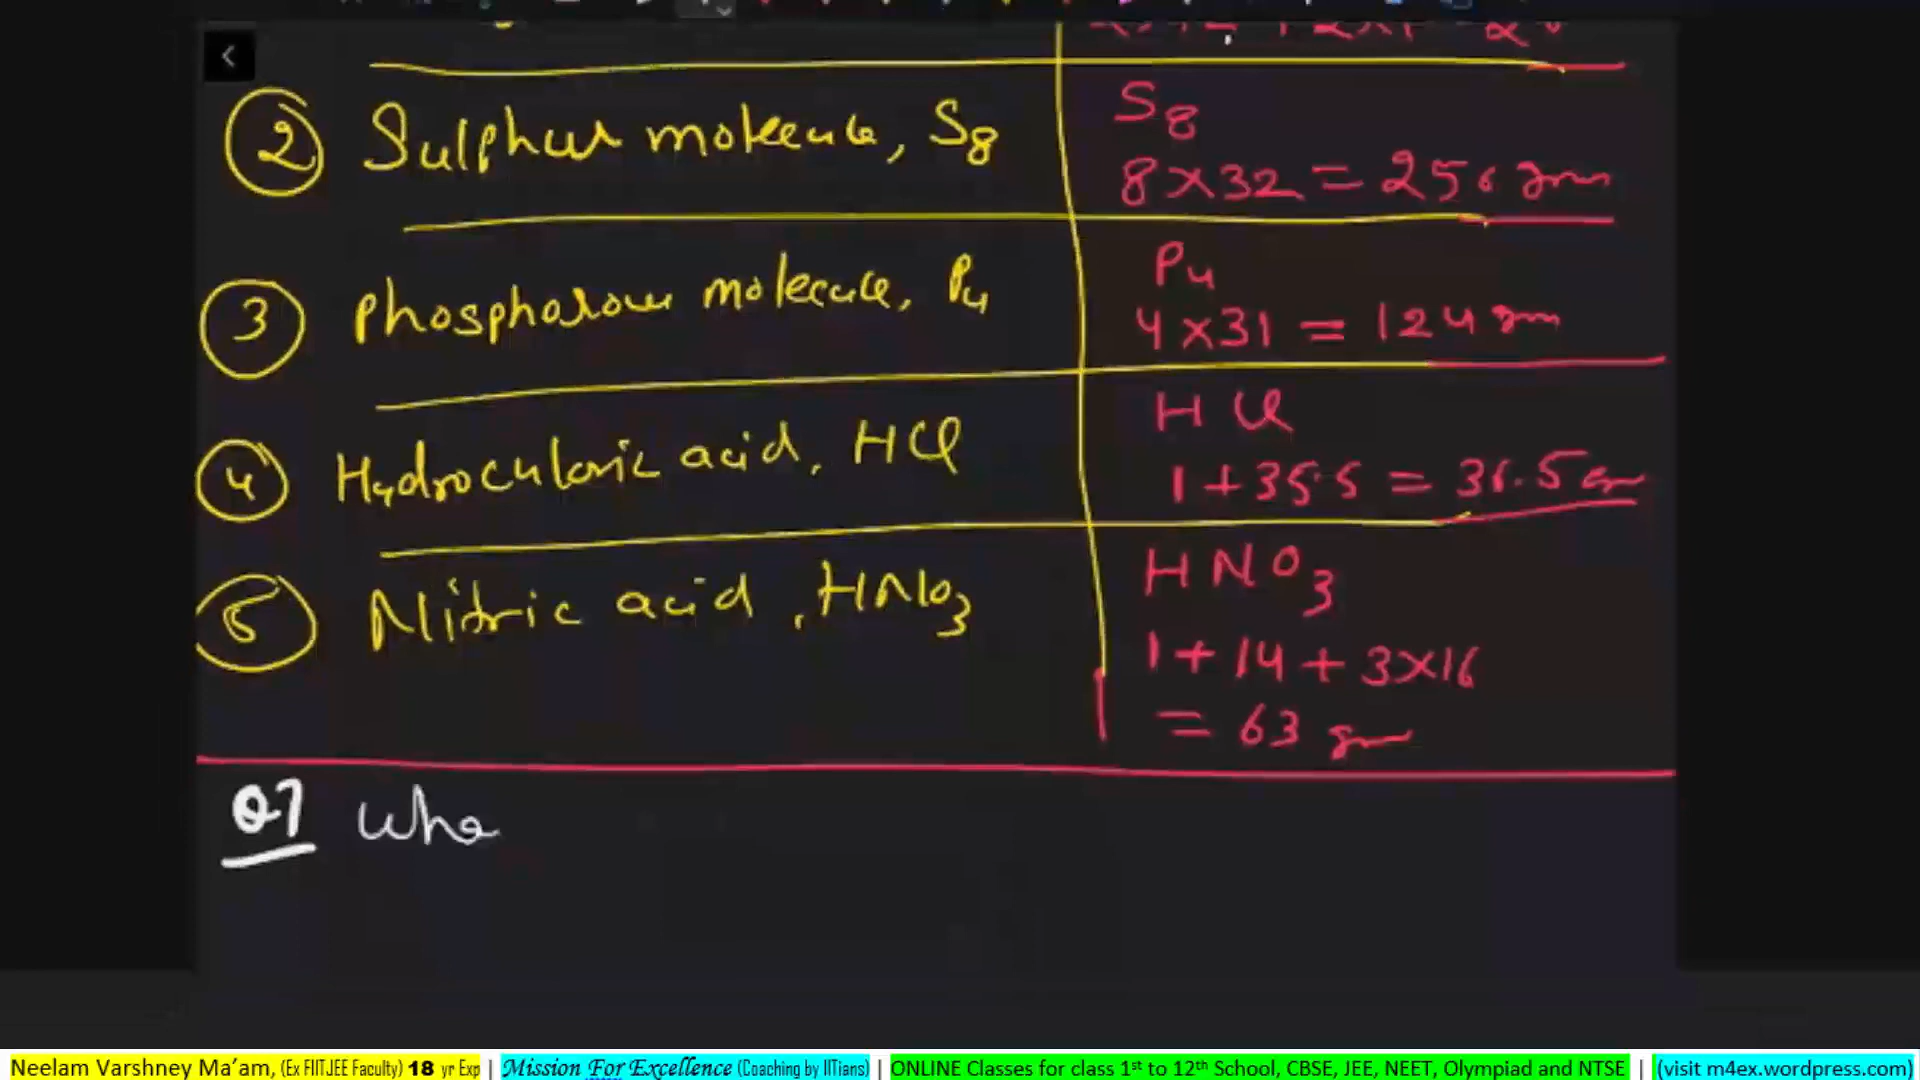 2 Sulphur molecule, S8
S8
8 x 32 = 256 gm
3 Phosphorous molecule, P4
P4
4 x 31 = 124 gm
4 Hydrochloric acid, HCl
HCl
1 + 35.5 = 36.5 gm
5 Nitric acid, HNO3
HNO3
1 + 14 + 3x16
= 63 gm
Q7 Wha
Neelam Varshney Ma'am, (Ex FIITJEE Faculty) 18 yr Exp | Mission For Excellence (Coaching by IITians) | ONLINE Classes for class 1st to 12th School, CBSE, JEE, NEET, Olympiad and NTSE | (visit m4ex.wordpress.com)